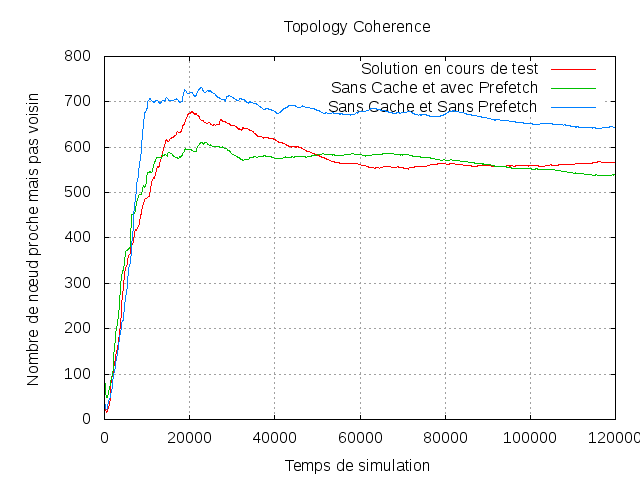 Topology Coherence
800
700
600
500
400
300
200
100
0
Nombre de nœud proche mais pas voisin
Solution en cours de test
Sans Cache et avec Prefetch
Sans Cache et Sans Prefetch
0 20000 40000 60000 80000 100000 120000
Temps de simulation